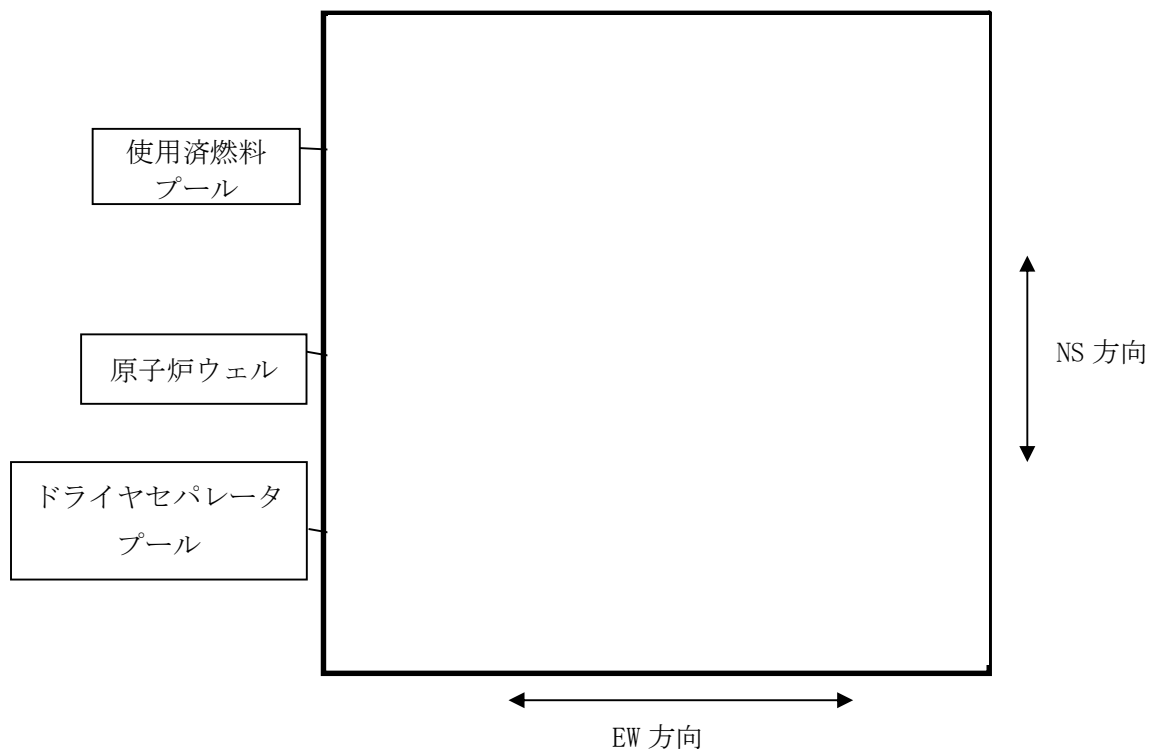 使用済燃料
プール
原子炉ウェル
NS 方向
ドライヤセパレータ
プール
EW 方向